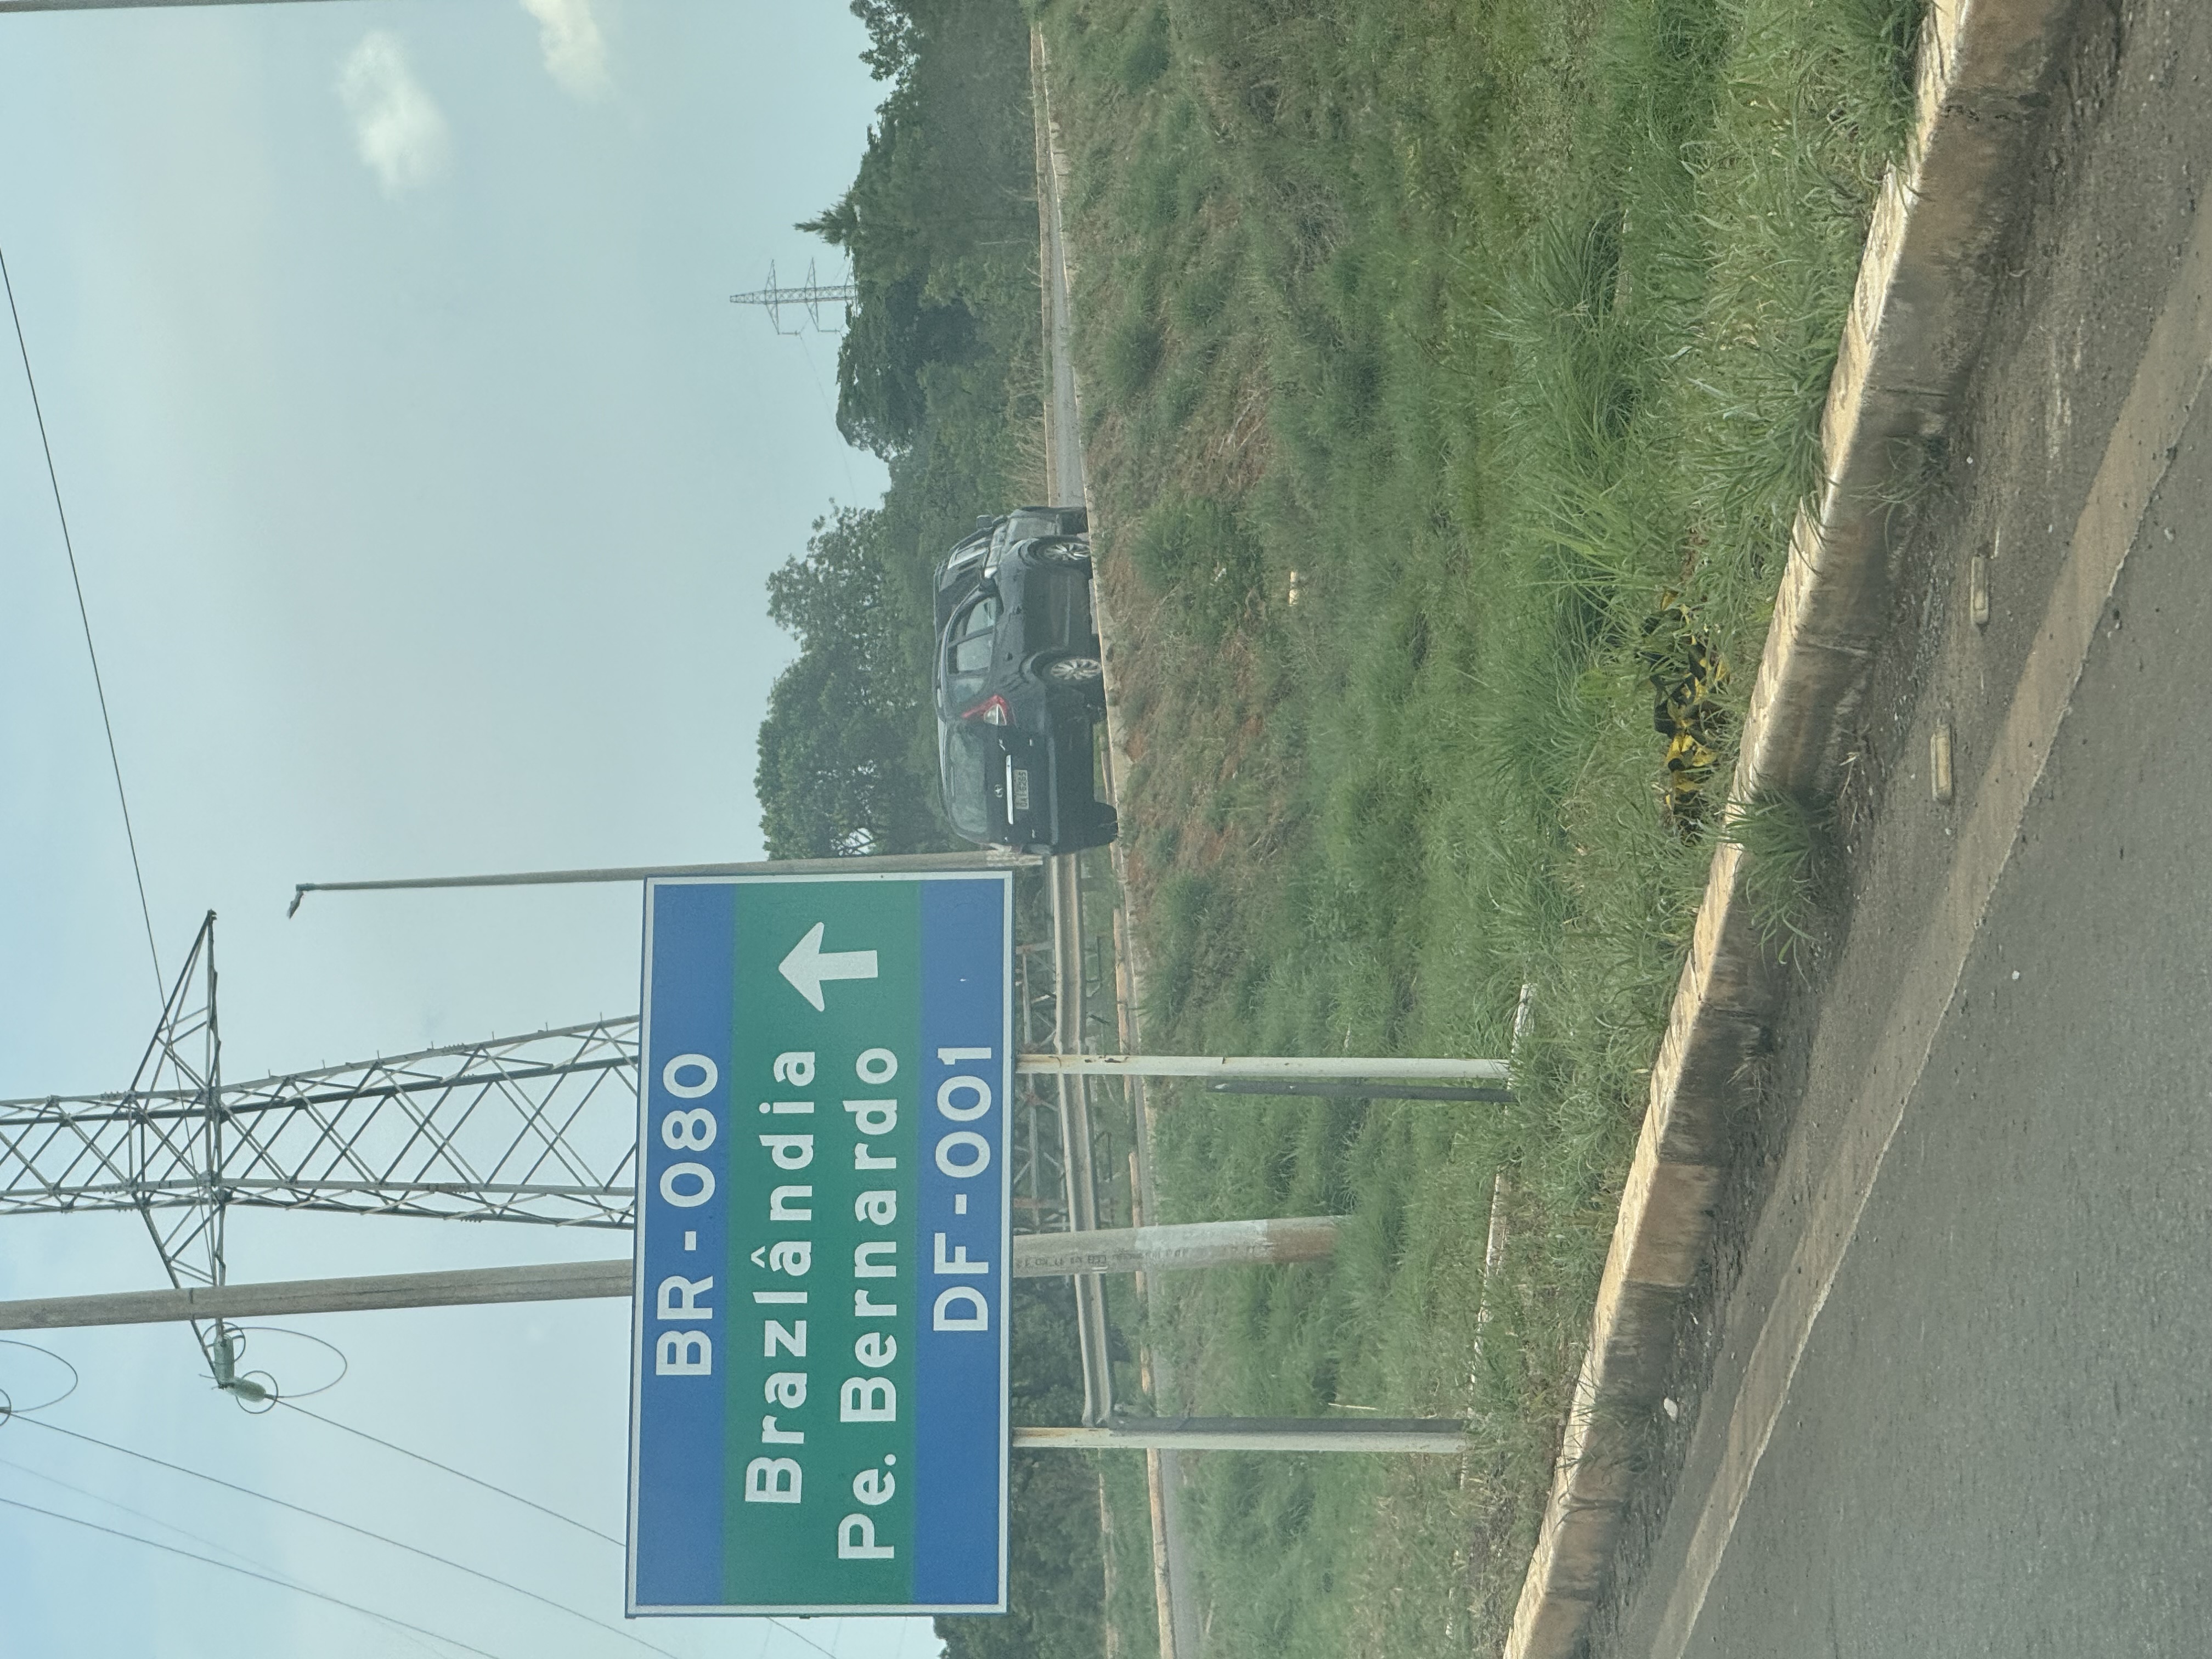 BR-080
Brazlândia
Pe. Bernardo
DF-001